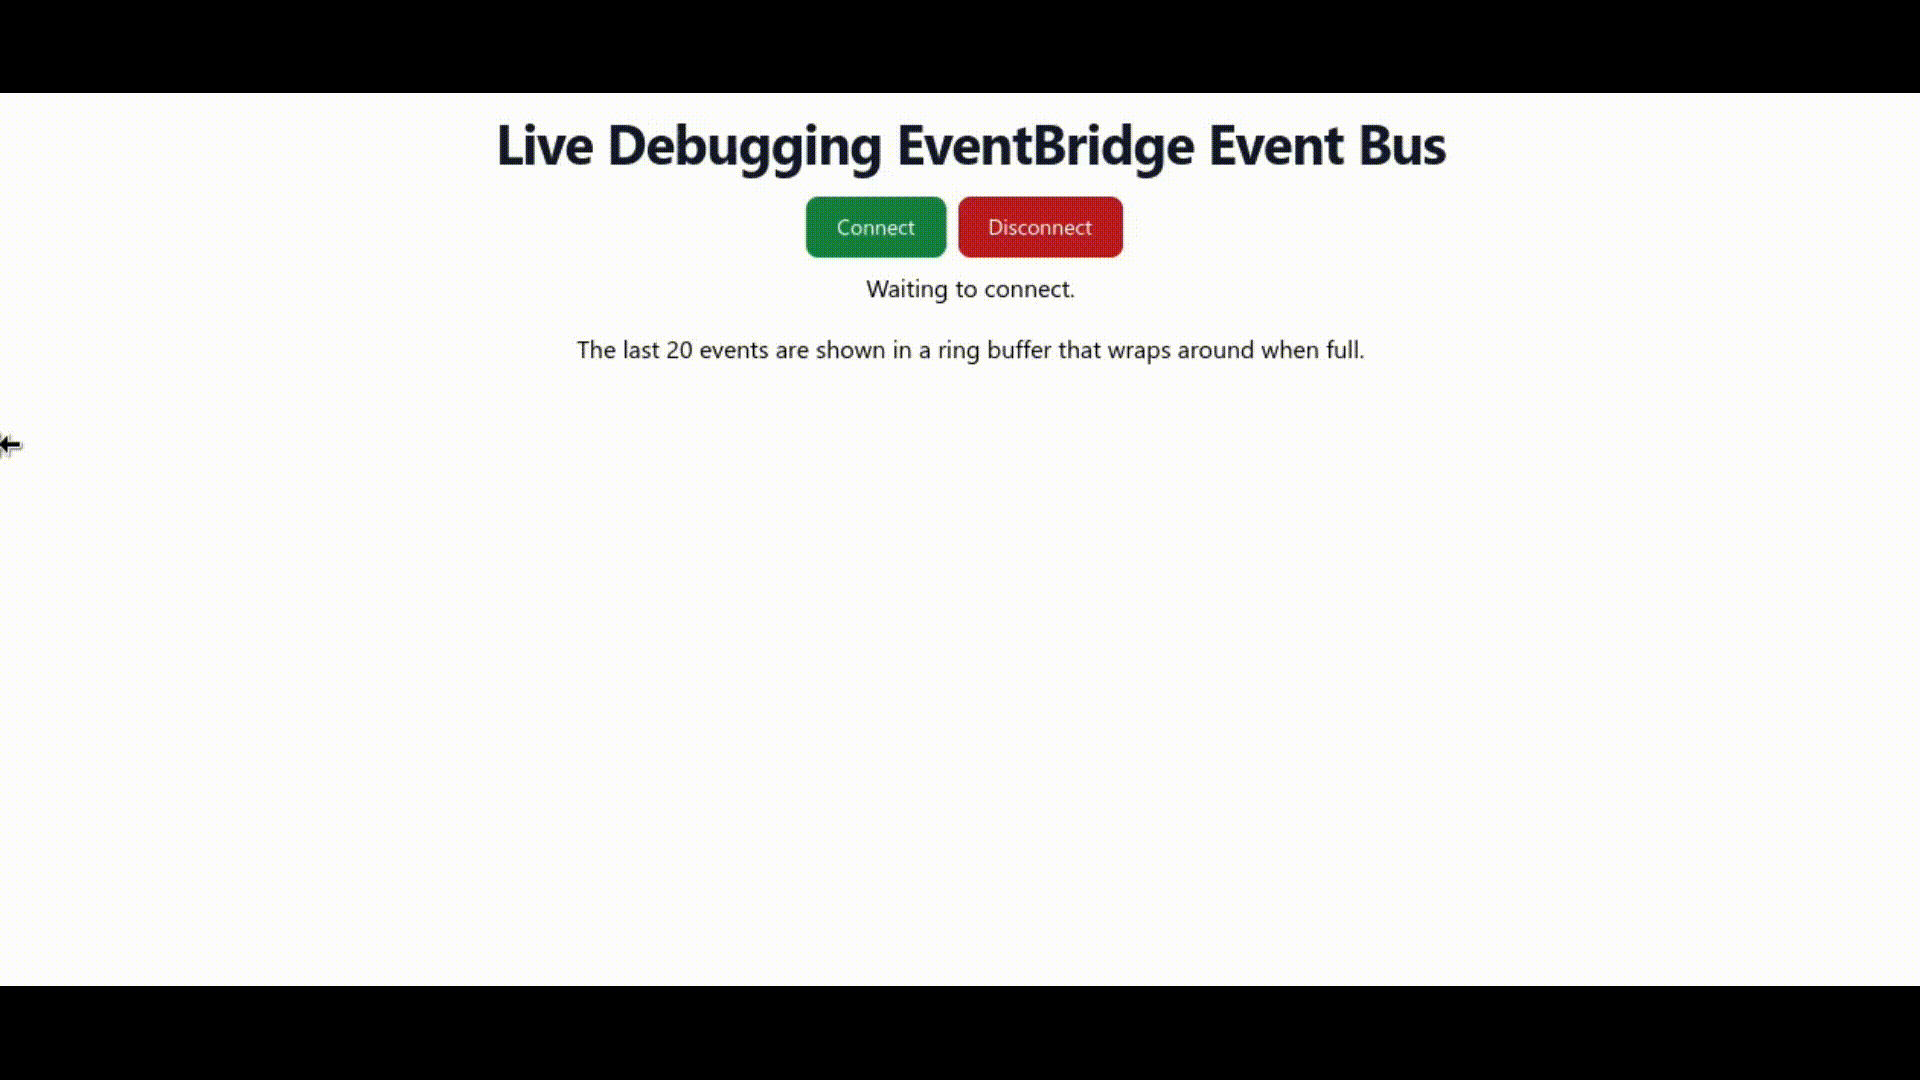 Live Debugging EventBridge Event Bus
Connect Disconnect
Waiting to connect.
The last 20 events are shown in a ring buffer that wraps around when full.